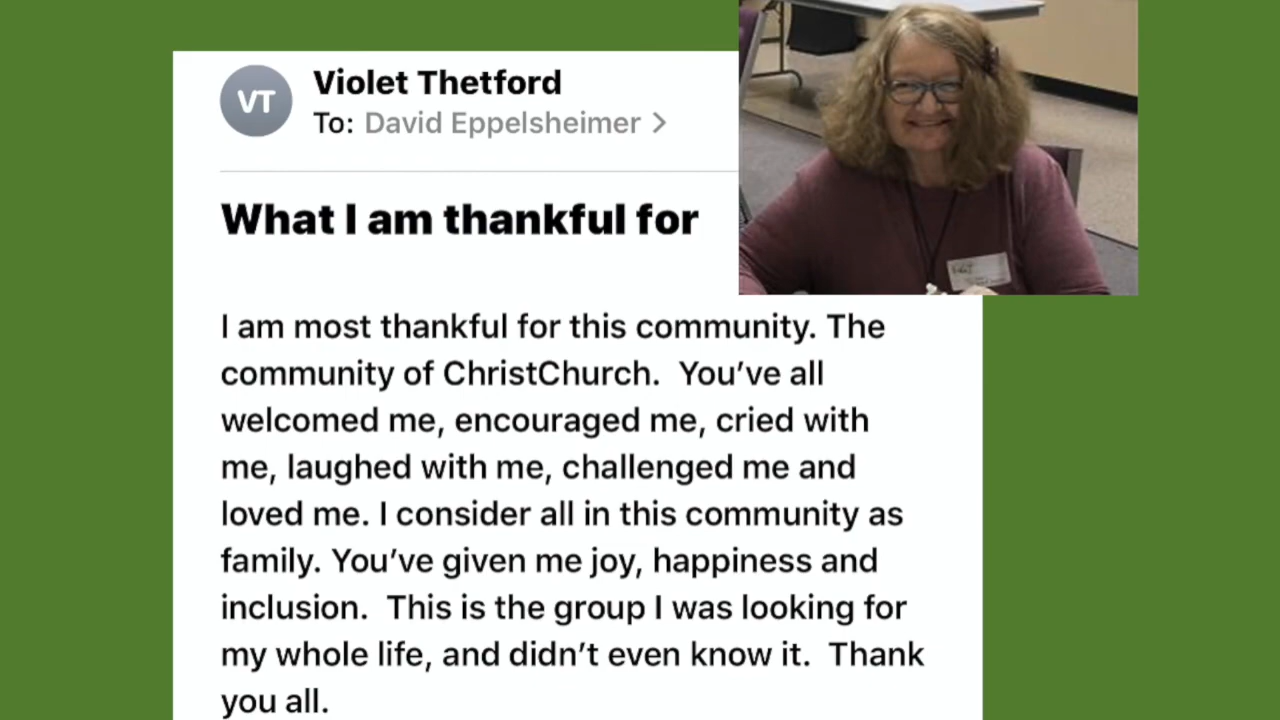 VT
Violet Thetford
To: David Eppelsheimer >
What I am thankful for
I am most thankful for this community. The
community of ChristChurch.  You’ve all
welcomed me, encouraged me, cried with
me, laughed with me, challenged me and
loved me. I consider all in this community as
family. You’ve given me joy, happiness and
inclusion.  This is the group I was looking for
my whole life, and didn’t even know it.  Thank
you all.